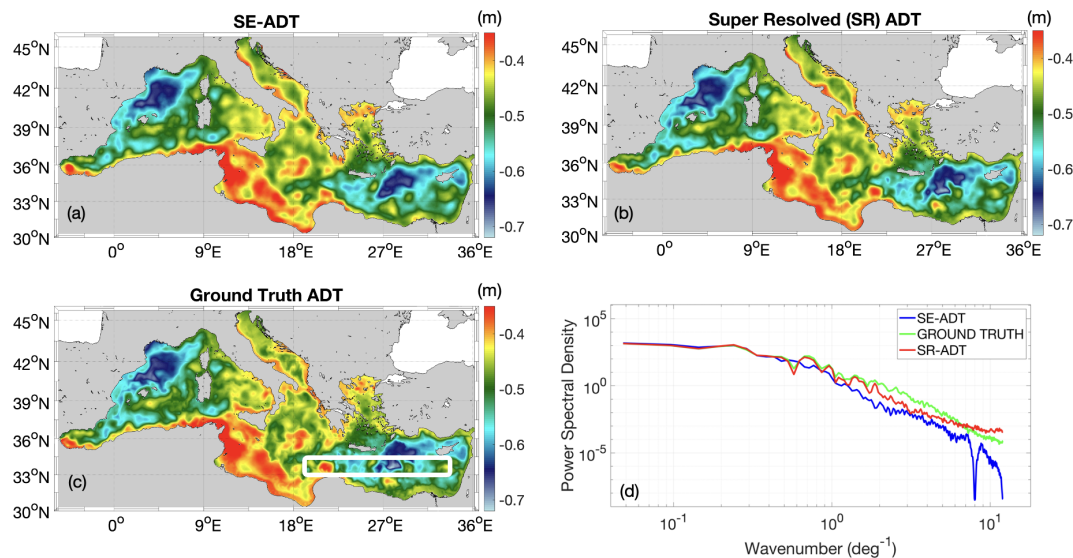 SE-ADT
(m)
45°N
42°N
39°N
36°N
33°N
30°N
0°
9°E
18°E
27°E
36°E
-0.4
-0.5
-0.6
-0.7
(a)
Super Resolved (SR) ADT
(m)
45°N
42°N
39°N
36°N
33°N
30°N
0°
9°E
18°E
27°E
36°E
-0.4
-0.5
-0.6
-0.7
(b)
Ground Truth ADT
(m)
45°N
42°N
39°N
36°N
33°N
30°N
0°
9°E
18°E
27°E
36°E
-0.4
-0.5
-0.6
-0.7
(c)
Power Spectral Density
10⁵
10⁰
10⁻⁵
SE-ADT
GROUND TRUTH
SR-ADT
(d)
10⁻¹
10⁰
10¹
Wavenumber (deg⁻¹)